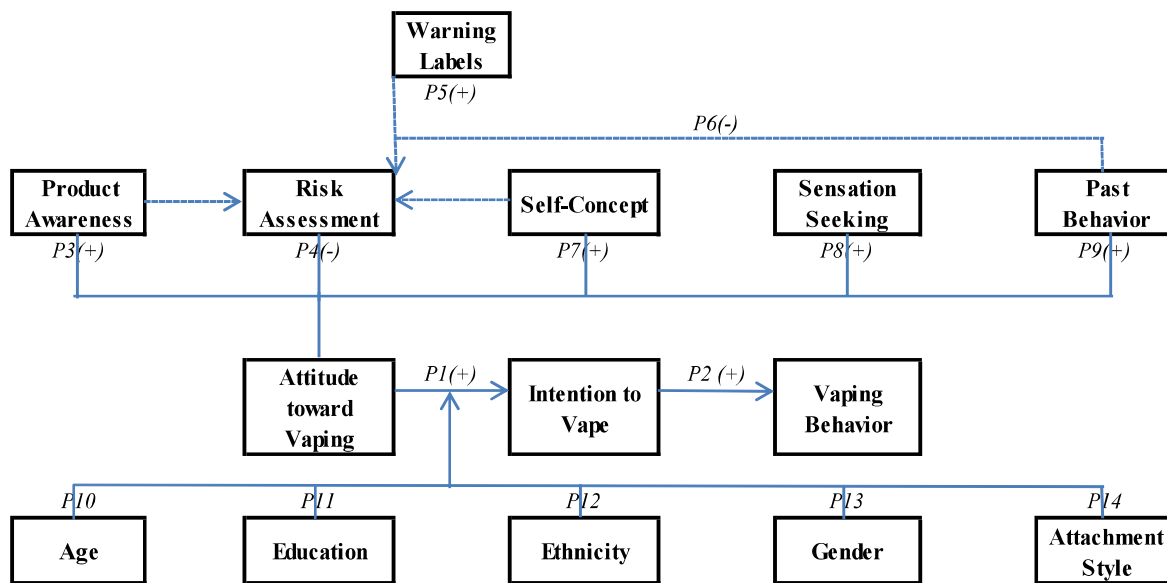 Warning
Labels
P5(+)
P6(-)
Product
Awareness
Risk
Assessment
Self-Concept
Sensation
Seeking
Past
Behavior
P3(+)
P4(-)
P7(+)
P8(+)
P9(+)
Attitude
toward
Vaping
P1(+)
Intention to
Vape
P2 (+)
Vaping
Behavior
P10
P11
P12
P13
P14
Age
Education
Ethnicity
Gender
Attachment
Style